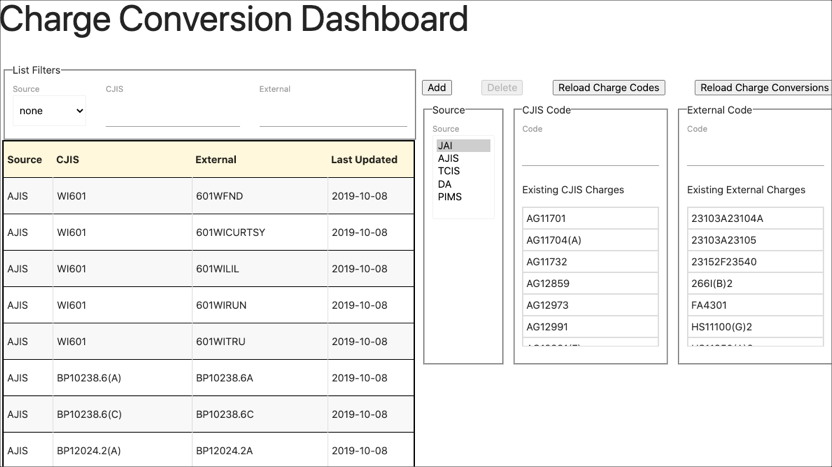 Charge Conversion Dashboard
List Filters
Source CJIS External
none
Source CJIS External Last Updated
AJIS WI601 601WFND 2019-10-08
AJIS WI601 601WICURTSY 2019-10-08
AJIS WI601 601WILIL 2019-10-08
AJIS WI601 601WIRUN 2019-10-08
AJIS WI601 601WITRU 2019-10-08
AJIS BP10238.6(A) BP10238.6A 2019-10-08
AJIS BP10238.6(C) BP10238.6C 2019-10-08
AJIS BP12024.2(A) BP12024.2A 2019-10-08
Add Delete Reload Charge Codes Reload Charge Conversions
Source
Source
JAI
AJIS
TCIS
DA
PIMS
CJIS Code
Code
Existing CJIS Charges
AG11701
AG11704(A)
AG11732
AG12859
AG12973
AG12991
External Code
Code
Existing External Charges
23103A23104A
23103A23105
23152F23540
266I(B)2
FA4301
HS11100(G)2